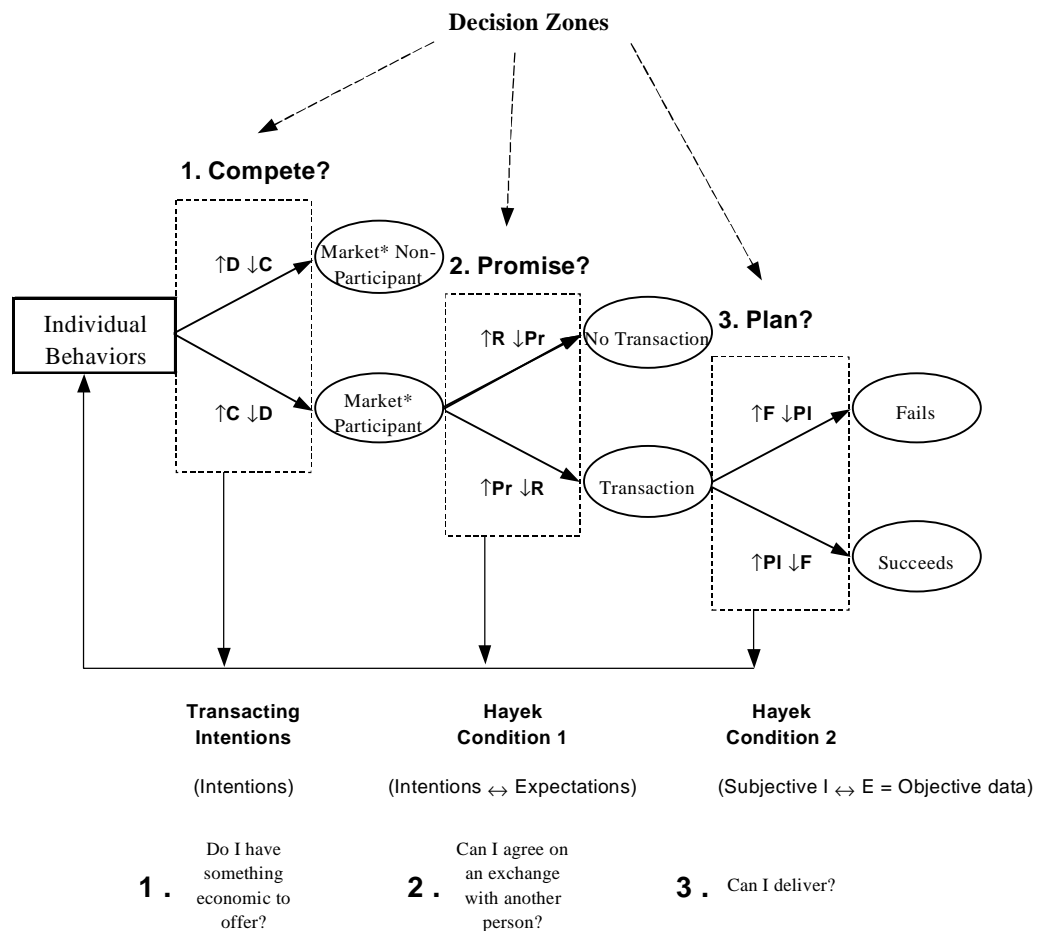 Decision Zones
1. Compete?
↑D ↓C
Market* Non-
Participant
2. Promise?
Individual
Behaviors
↑R ↓Pr
No Transaction
3. Plan?
↑C ↓D
Market*
Participant
↑F ↓Pl
Fails
↑Pr ↓R
Transaction
↑Pl ↓F
Succeeds
Transacting
Intentions
(Intentions)
Hayek
Condition 1
(Intentions ↔ Expectations)
Hayek
Condition 2
(Subjective I ↔ E = Objective data)
1 .
Do I have
something
economic to
offer?
2 .
Can I agree on
an exchange
with another
person?
3 .
Can I deliver?